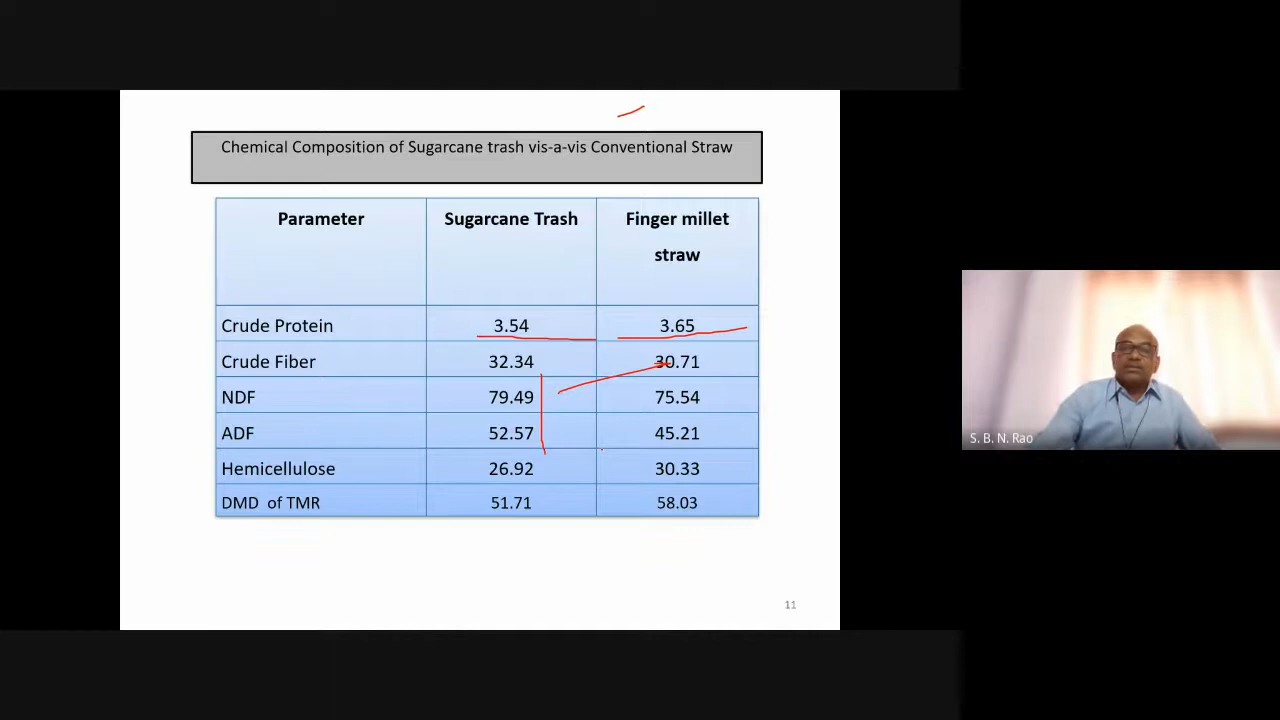 Chemical Composition of Sugarcane trash vis-a-vis Conventional Straw
Parameter Sugarcane Trash Finger millet
straw
Crude Protein 3.54 3.65
Crude Fiber 32.34 30.71
NDF 79.49 75.54
ADF 52.57 45.21
Hemicellulose 26.92 30.33
DMD of TMR 51.71 58.03
11
S. B. N. Rao